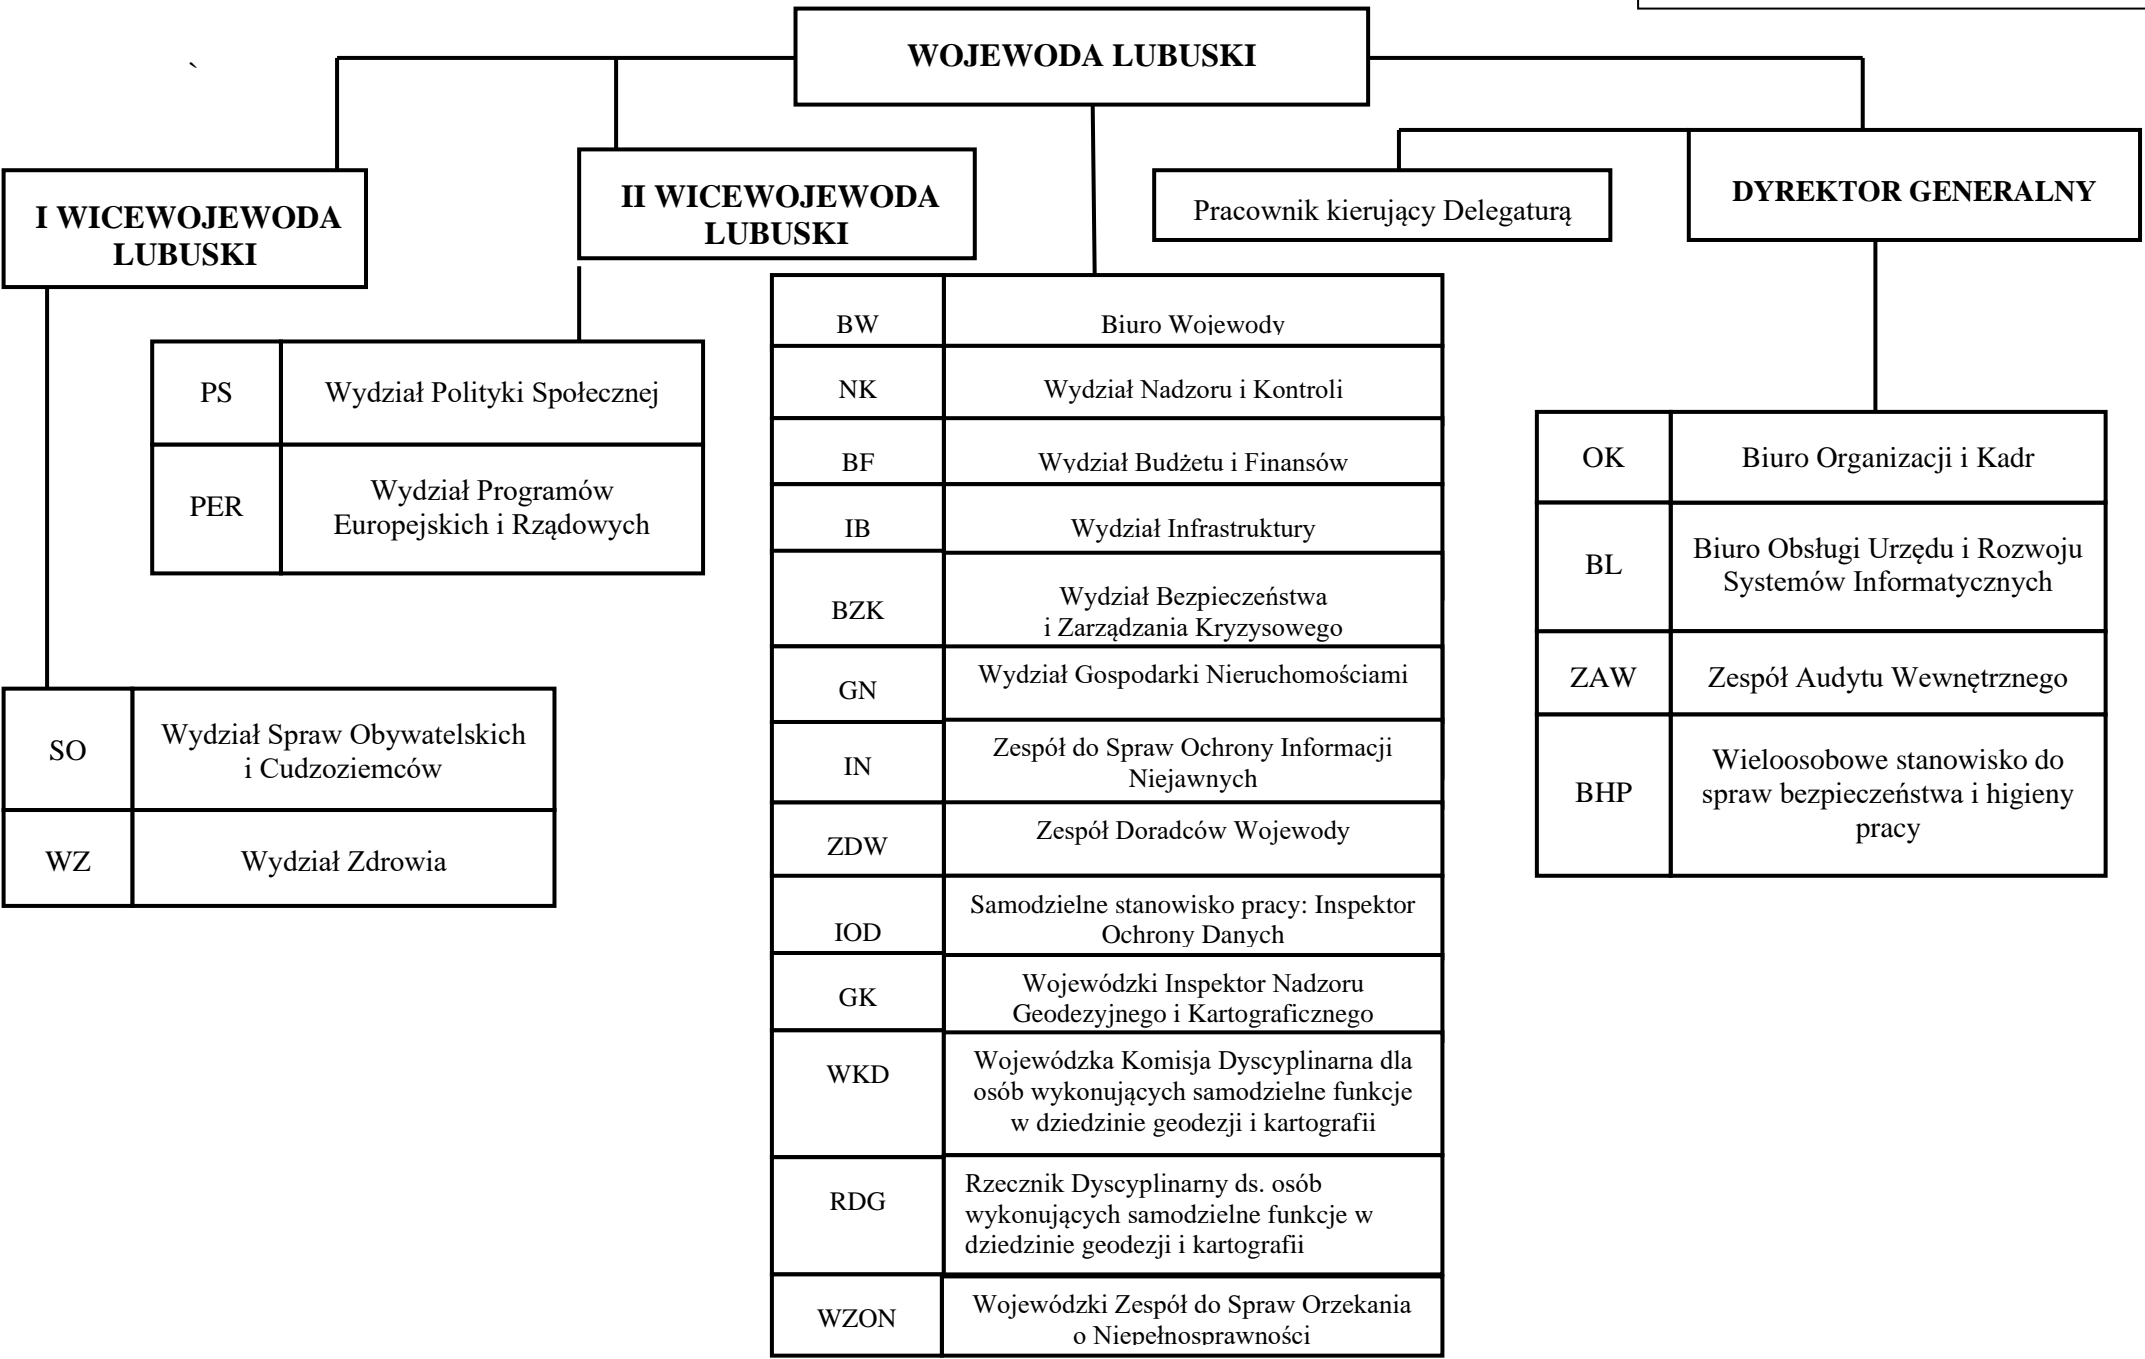 WOJEWODA LUBUSKI
`
I WICEWOJEWODA
LUBUSKI
II WICEWOJEWODA
LUBUSKI
Pracownik kierujący Delegaturą
DYREKTOR GENERALNY
PS
Wydział Polityki Społecznej
PER
Wydział Programów
Europejskich i Rządowych
SO
Wydział Spraw Obywatelskich
i Cudzoziemców
WZ
Wydział Zdrowia
BW
Biuro Wojewody
NK
Wydział Nadzoru i Kontroli
BF
Wydział Budżetu i Finansów
IB
Wydział Infrastruktury
BZK
Wydział Bezpieczeństwa
i Zarządzania Kryzysowego
GN
Wydział Gospodarki Nieruchomościami
IN
Zespół do Spraw Ochrony Informacji
Niejawnych
ZDW
Zespół Doradców Wojewody
IOD
Samodzielne stanowisko pracy: Inspektor
Ochrony Danych
GK
Wojewódzki Inspektor Nadzoru
Geodezyjnego i Kartograficznego
WKD
Wojewódzka Komisja Dyscyplinarna dla
osób wykonujących samodzielne funkcje
w dziedzinie geodezji i kartografii
RDG
Rzecznik Dyscyplinarny ds. osób
wykonujących samodzielne funkcje w
dziedzinie geodezji i kartografii
WZON
Wojewódzki Zespół do Spraw Orzekania
o Niepełnosprawności
OK
Biuro Organizacji i Kadr
BL
Biuro Obsługi Urzędu i Rozwoju
Systemów Informatycznych
ZAW
Zespół Audytu Wewnętrznego
BHP
Wieloosobowe stanowisko do
spraw bezpieczeństwa i higieny
pracy